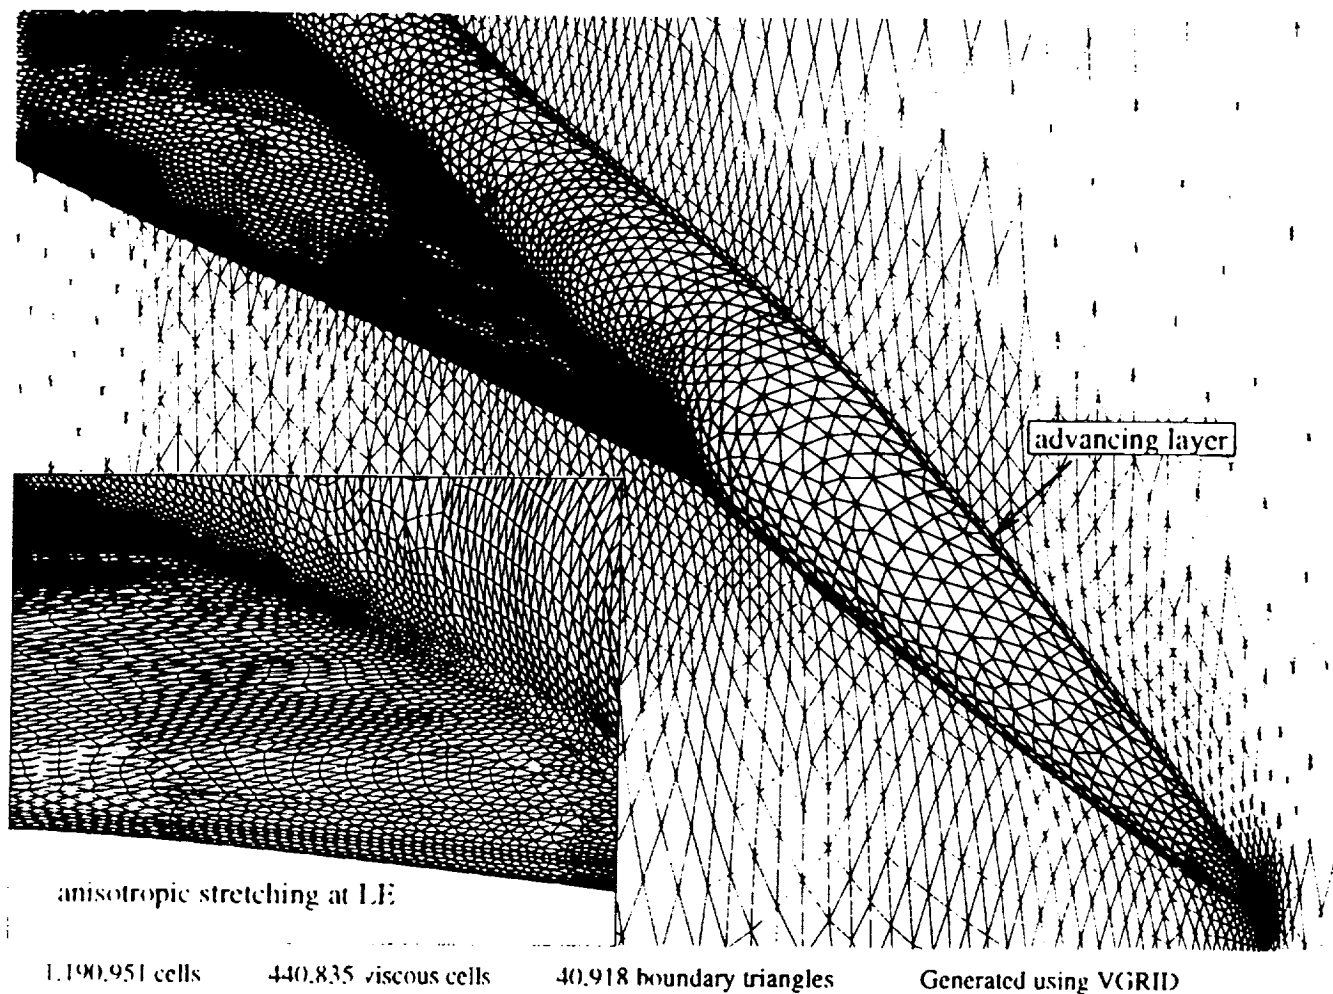 advancing layer
anisotropic stretching at LE
1,190,951 cells 440,835 viscous cells 40,918 boundary triangles Generated using VGRID